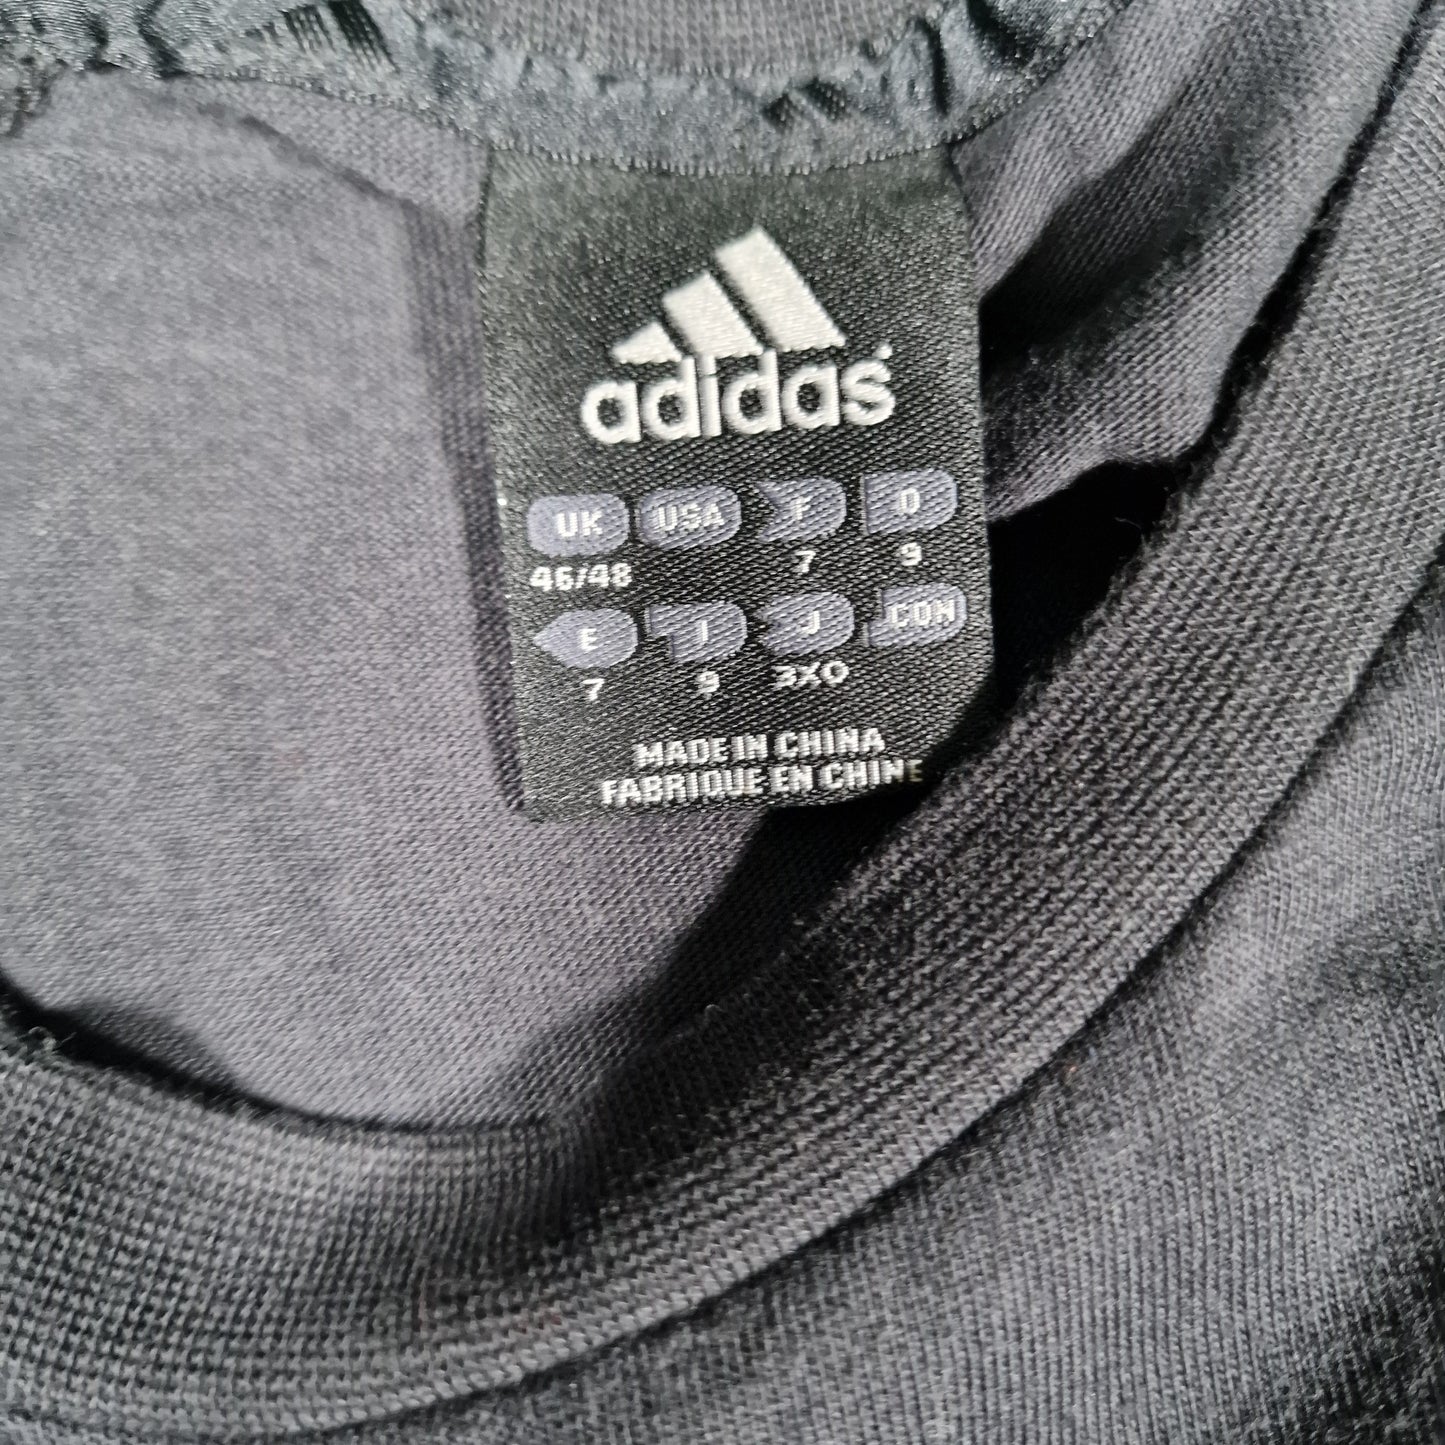 adidas
UK USA F D
46/48 7 9
E I J CON
7 9 3XO
MADE IN CHINA
FABRIQUE EN CHINE